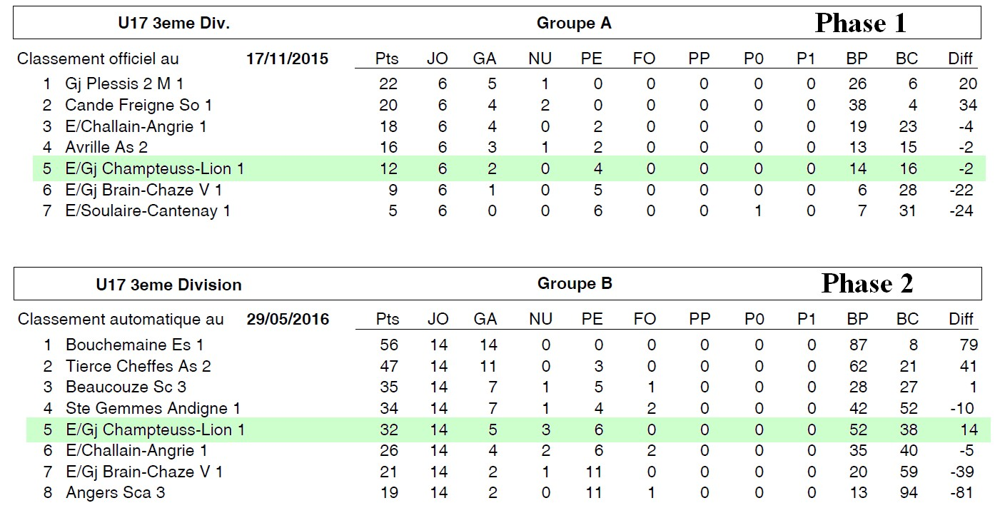 U17 3eme Div. Groupe A Phase 1
Classement officiel au 17/11/2015 Pts JO GA NU PE FO PP P0 P1 BP BC Diff
1 Gj Plessis 2 M 1 22 6 5 1 0 0 0 0 0 26 6 20
2 Cande Freigne So 1 20 6 4 2 0 0 0 0 0 38 4 34
3 E/Challain-Angrie 1 18 6 4 0 2 0 0 0 0 19 23 -4
4 Avrille As 2 16 6 3 1 2 0 0 0 0 13 15 -2
5 E/Gj Champteuss-Lion 1 12 6 2 0 4 0 0 0 0 14 16 -2
6 E/Gj Brain-Chaze V 1 9 6 1 0 5 0 0 0 0 6 28 -22
7 E/Soulaire-Cantenay 1 5 6 0 0 6 0 0 1 0 7 31 -24
U17 3eme Division Groupe B Phase 2
Classement automatique au 29/05/2016 Pts JO GA NU PE FO PP P0 P1 BP BC Diff
1 Bouchemaine Es 1 56 14 14 0 0 0 0 0 0 87 8 79
2 Tierce Cheffes As 2 47 14 11 0 3 0 0 0 0 62 21 41
3 Beaucouze Sc 3 35 14 7 1 5 1 0 0 0 28 27 1
4 Ste Gemmes Andigne 1 34 14 7 1 4 2 0 0 0 42 52 -10
5 E/Gj Champteuss-Lion 1 32 14 5 3 6 0 0 0 0 52 38 14
6 E/Challain-Angrie 1 26 14 4 2 6 2 0 0 0 35 40 -5
7 E/Gj Brain-Chaze V 1 21 14 2 1 11 0 0 0 0 20 59 -39
8 Angers Sca 3 19 14 2 0 11 1 0 0 0 13 94 -81